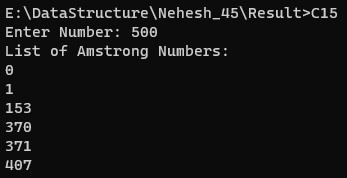 E:\DataStructure\Nehesh_45\Result>C15
Enter Number: 500
List of Amstrong Numbers:
0
1
153
370
371
407